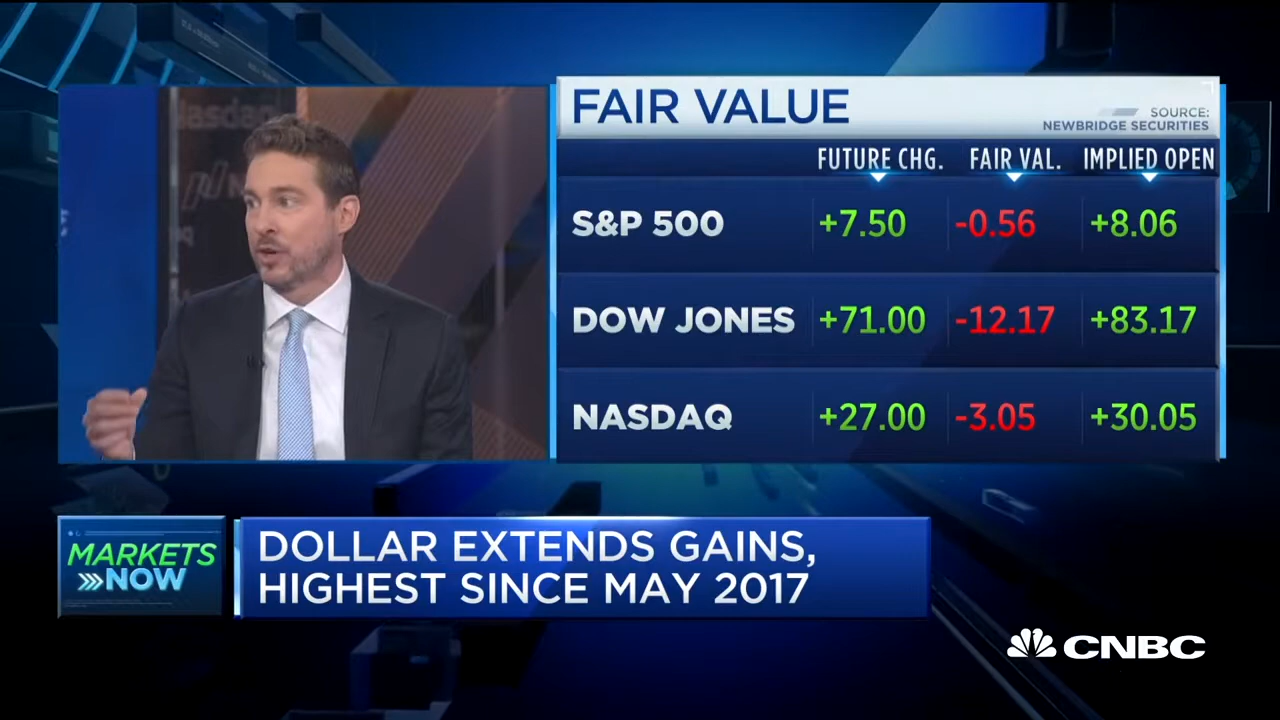 Nasdaq
FAIR VALUE
SOURCE:
NEWBRIDGE SECURITIES
FUTURE CHG. FAIR VAL. IMPLIED OPEN
S&P 500 +7.50 -0.56 +8.06
DOW JONES +71.00 -12.17 +83.17
NASDAQ +27.00 -3.05 +30.05
MARKETS
NOW
DOLLAR EXTENDS GAINS,
HIGHEST SINCE MAY 2017
CNBC